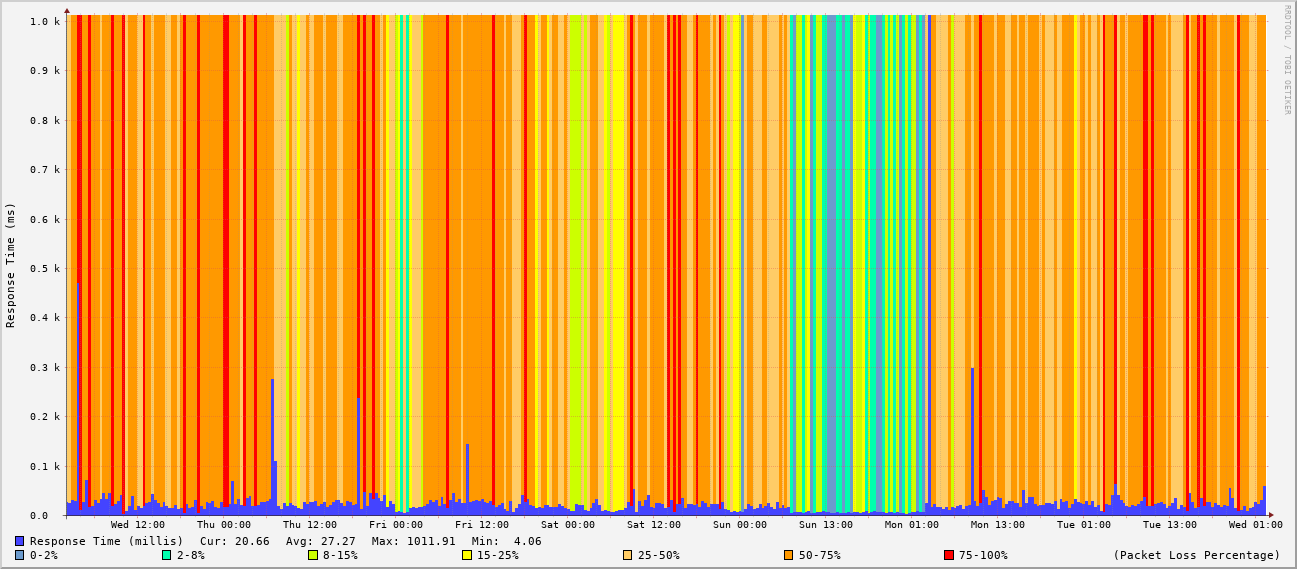 1.0 k
0.9 k
0.8 k
0.7 k
0.6 k
0.5 k
0.4 k
0.3 k
0.2 k
0.1 k
0.0
Response Time (ms)
RRDTOOL / TOBI OETIKER
Wed 12:00 Thu 00:00 Thu 12:00 Fri 00:00 Fri 12:00 Sat 00:00 Sat 12:00 Sun 00:00 Sun 13:00 Mon 01:00 Mon 13:00 Tue 01:00 Tue 13:00 Wed 01:00
Response Time (millis) Cur: 20.66 Avg: 27.27 Max: 1011.91 Min: 4.06
0-2% 2-8% 8-15% 15-25% 25-50% 50-75% 75-100% (Packet Loss Percentage)